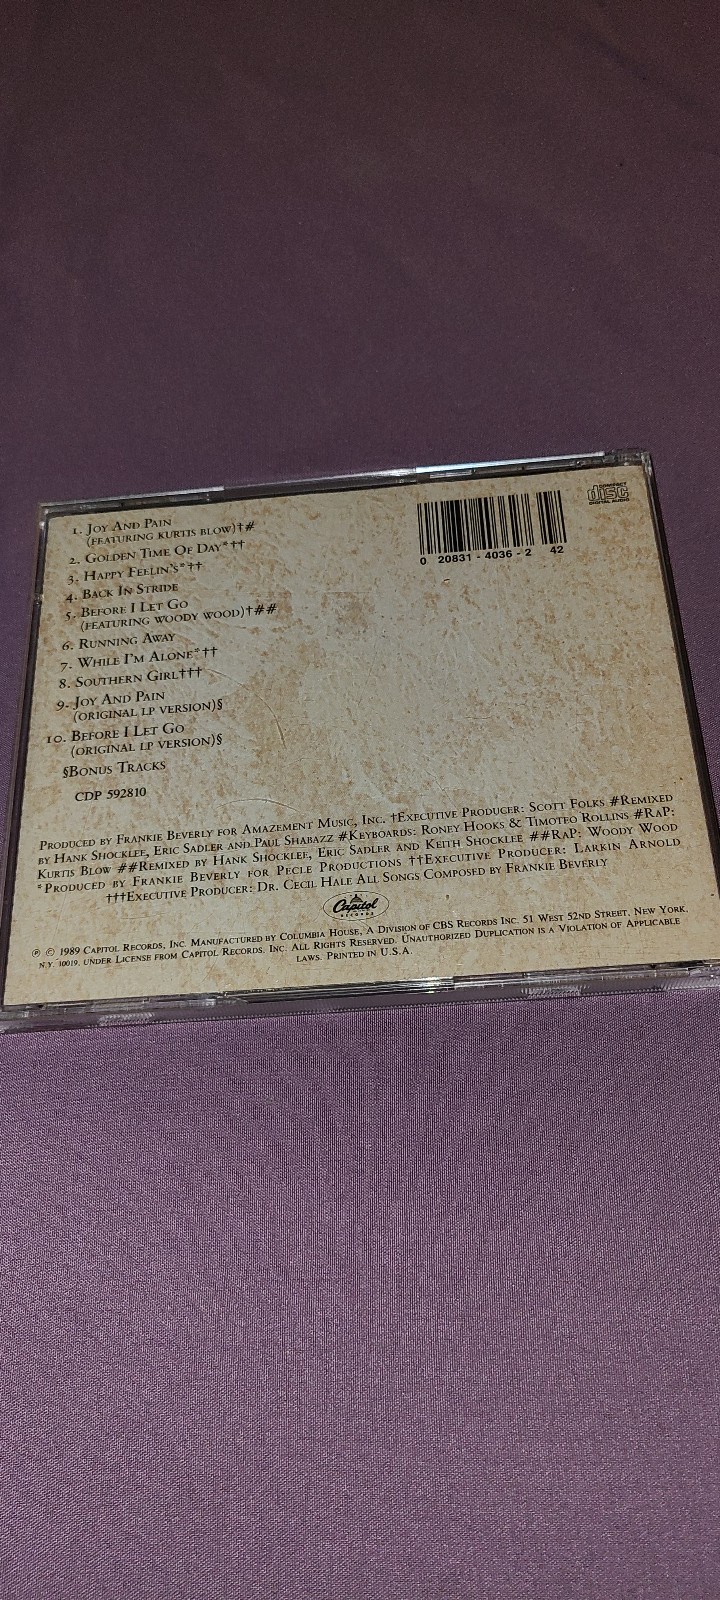 1. Joy And Pain
(featuring Kurtis Blow)†#
2. Golden Time Of Day*††
3. Happy Feelin's*††
4. Back In Stride
5. Before I Let Go
(featuring Woody Wood)†##
6. Running Away
7. While I'm Alone*††
8. Southern Girl†††
9. Joy And Pain
(original LP version)§
10. Before I Let Go
(original LP version)§
§Bonus Tracks
CDP 592810
0 20831 - 4036 - 2 42
COMPACT
disc
DIGITAL AUDIO
Produced by Frankie Beverly for Amazement Music, Inc. †Executive Producer: Scott Folks #Remixed
by Hank Shocklee, Eric Sadler and Paul Shabazz #Keyboards: Roney Hooks & Timoteo Rollins #Rap:
Kurtis Blow ##Remixed by Hank Shocklee, Eric Sadler and Keith Shocklee ##Rap: Woody Wood
*Produced by Frankie Beverly for Pecle Productions ††Executive Producer: Larkin Arnold
†††Executive Producer: Dr. Cecil Hale All Songs Composed by Frankie Beverly
Capitol
RECORDS
℗ © 1989 Capitol Records, Inc. Manufactured by Columbia House, A Division of CBS Records Inc. 51 West 52nd Street, New York,
N.Y. 10019, under License from Capitol Records, Inc. All Rights Reserved. Unauthorized Duplication is a Violation of Applicable
Laws. Printed in U.S.A.